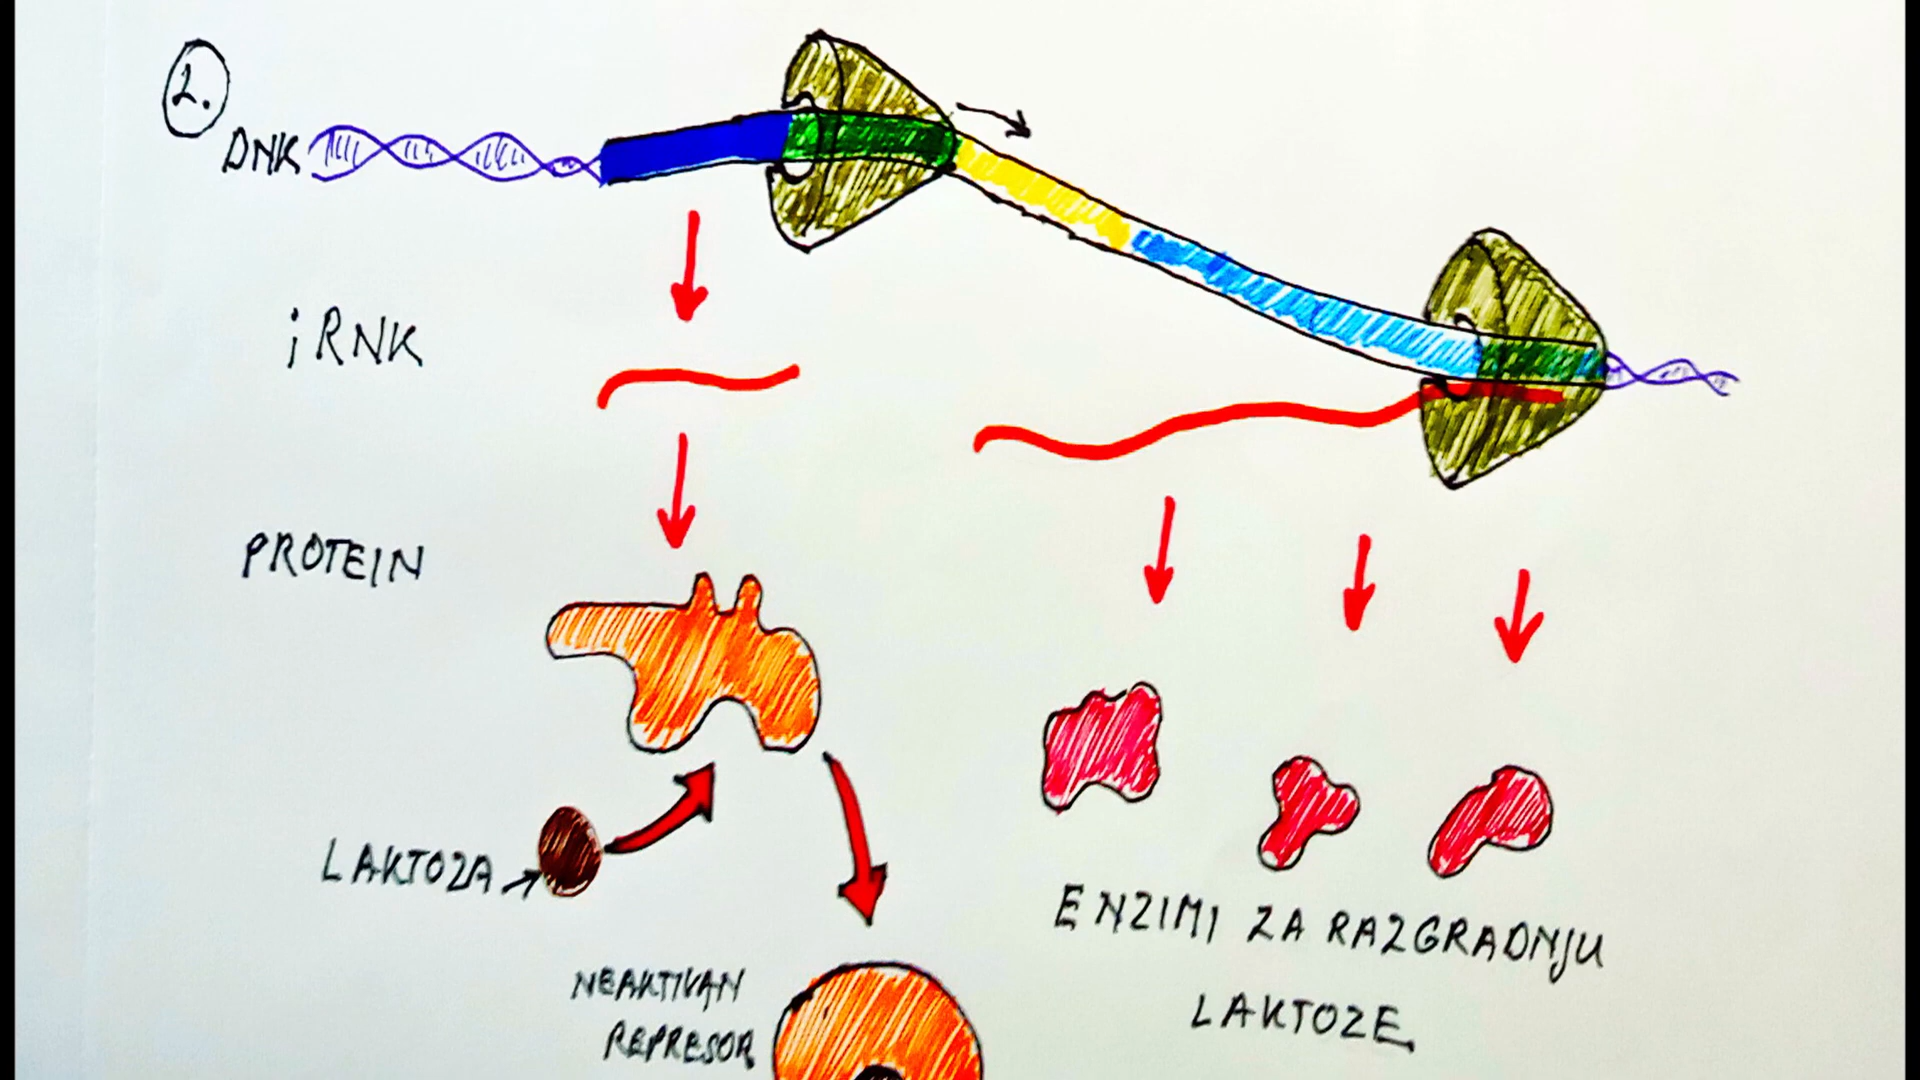 2.
DNK
iRNK
PROTEIN
LAKTOZA
NEAKTIVAN
REPRESOR
ENZIMI ZA RAZGRADNJU
LAKTOZE